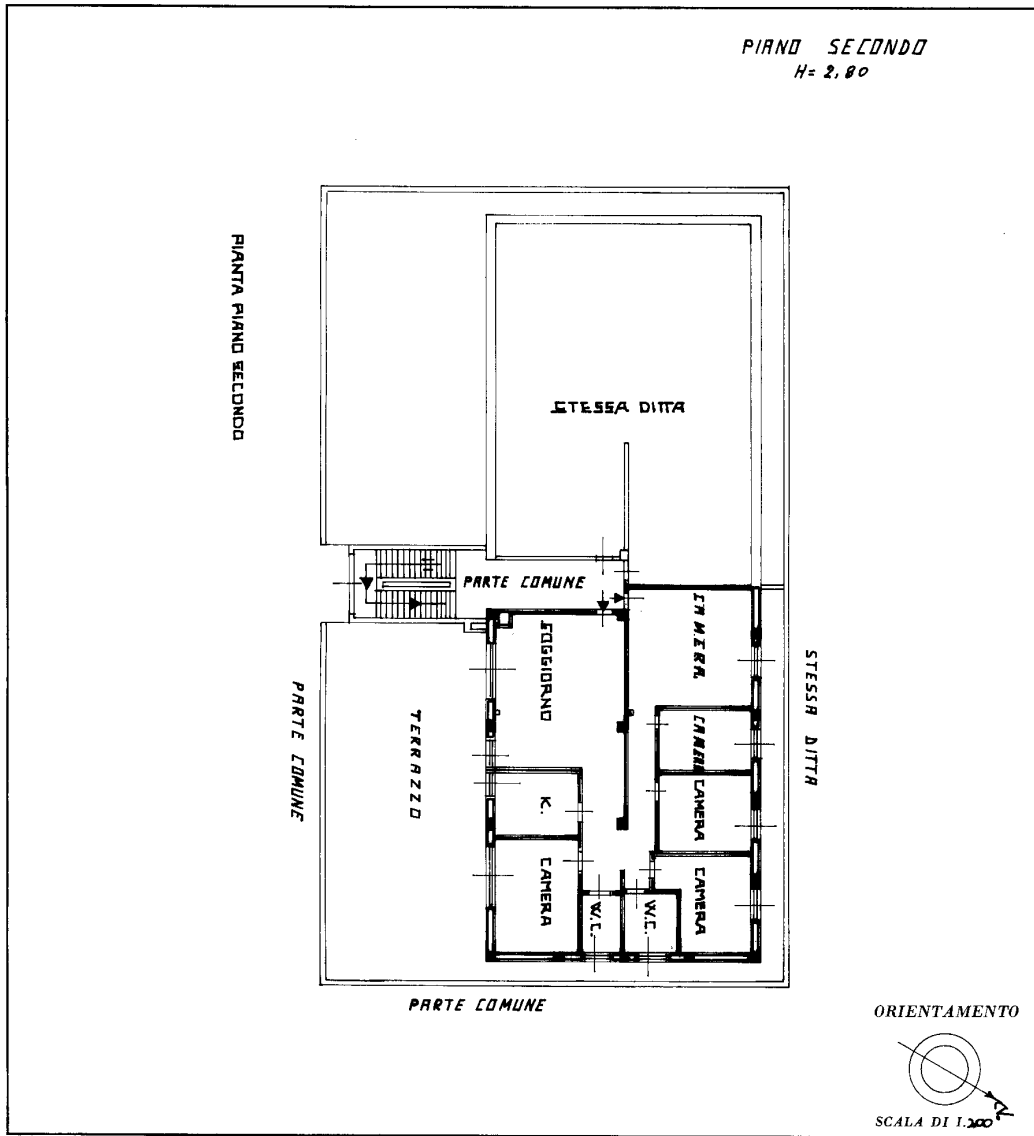 PIANO SECONDO
H= 2,80
PIANTA PIANO SECONDO
STESSA DITTA
PARTE COMUNE
SOGGIORNO
CAMERA
CAMERA
CAMERA
CAMERA
K.
CAMERA
W.C.
W.C.
TERRAZZO
PARTE COMUNE
STESSA DITTA
PARTE COMUNE
ORIENTAMENTO
N
SCALA DI 1:200